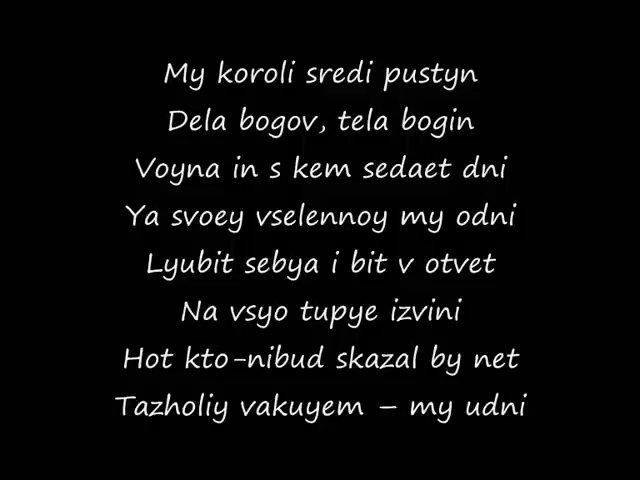 My koroli sredi pustyn
Dela bogov, tela bogin
Voyna in s kem sedaet dni
Ya svoey vselennoy my odni
Lyubit sebya i bit v otvet
Na vsyo tupye izvini
Hot kto-nibud skazal by net
Tazholiy vakuyem – my udni